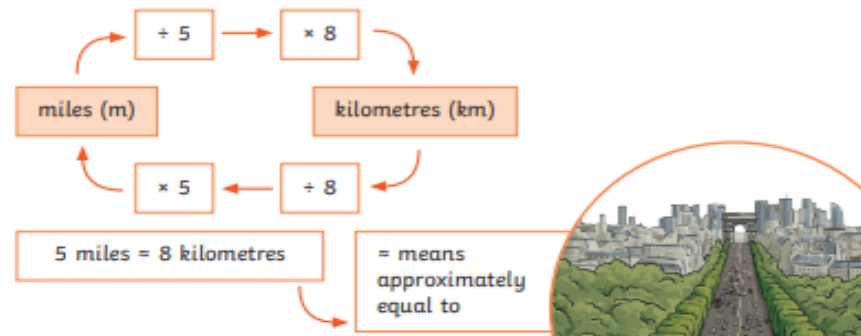 ÷ 5
× 8
miles (m)
kilometres (km)
× 5
÷ 8
5 miles = 8 kilometres
= means
approximately
equal to